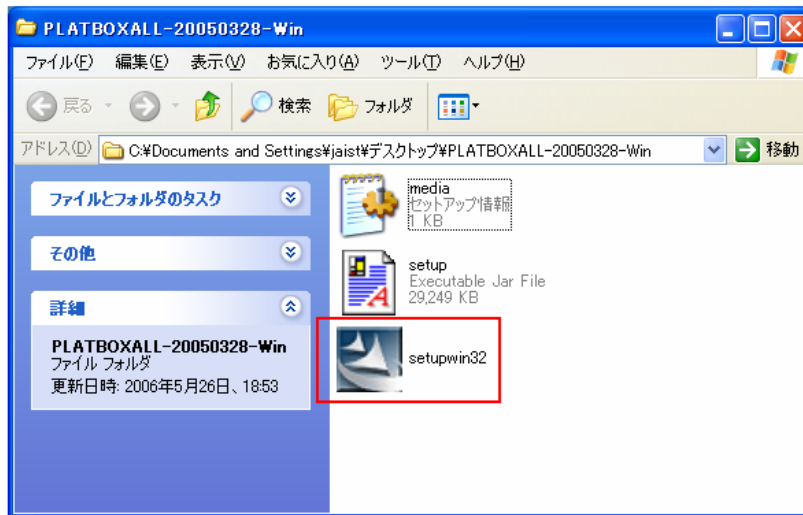 PLATBOXALL-20050328-Win
ファイル(F) 編集(E) 表示(V) お気に入り(A) ツール(T) ヘルプ(H)
戻る 検索 フォルダ
アドレス(D) C:¥Documents and Settings¥jaist¥デスクトップ¥PLATBOXALL-20050328-Win 移動
ファイルとフォルダのタスク
その他
詳細
PLATBOXALL-20050328-Win
ファイル フォルダ
更新日時: 2006年5月26日、18:53
media
セットアップ情報
1 KB
setup
Executable Jar File
29,249 KB
setupwin32